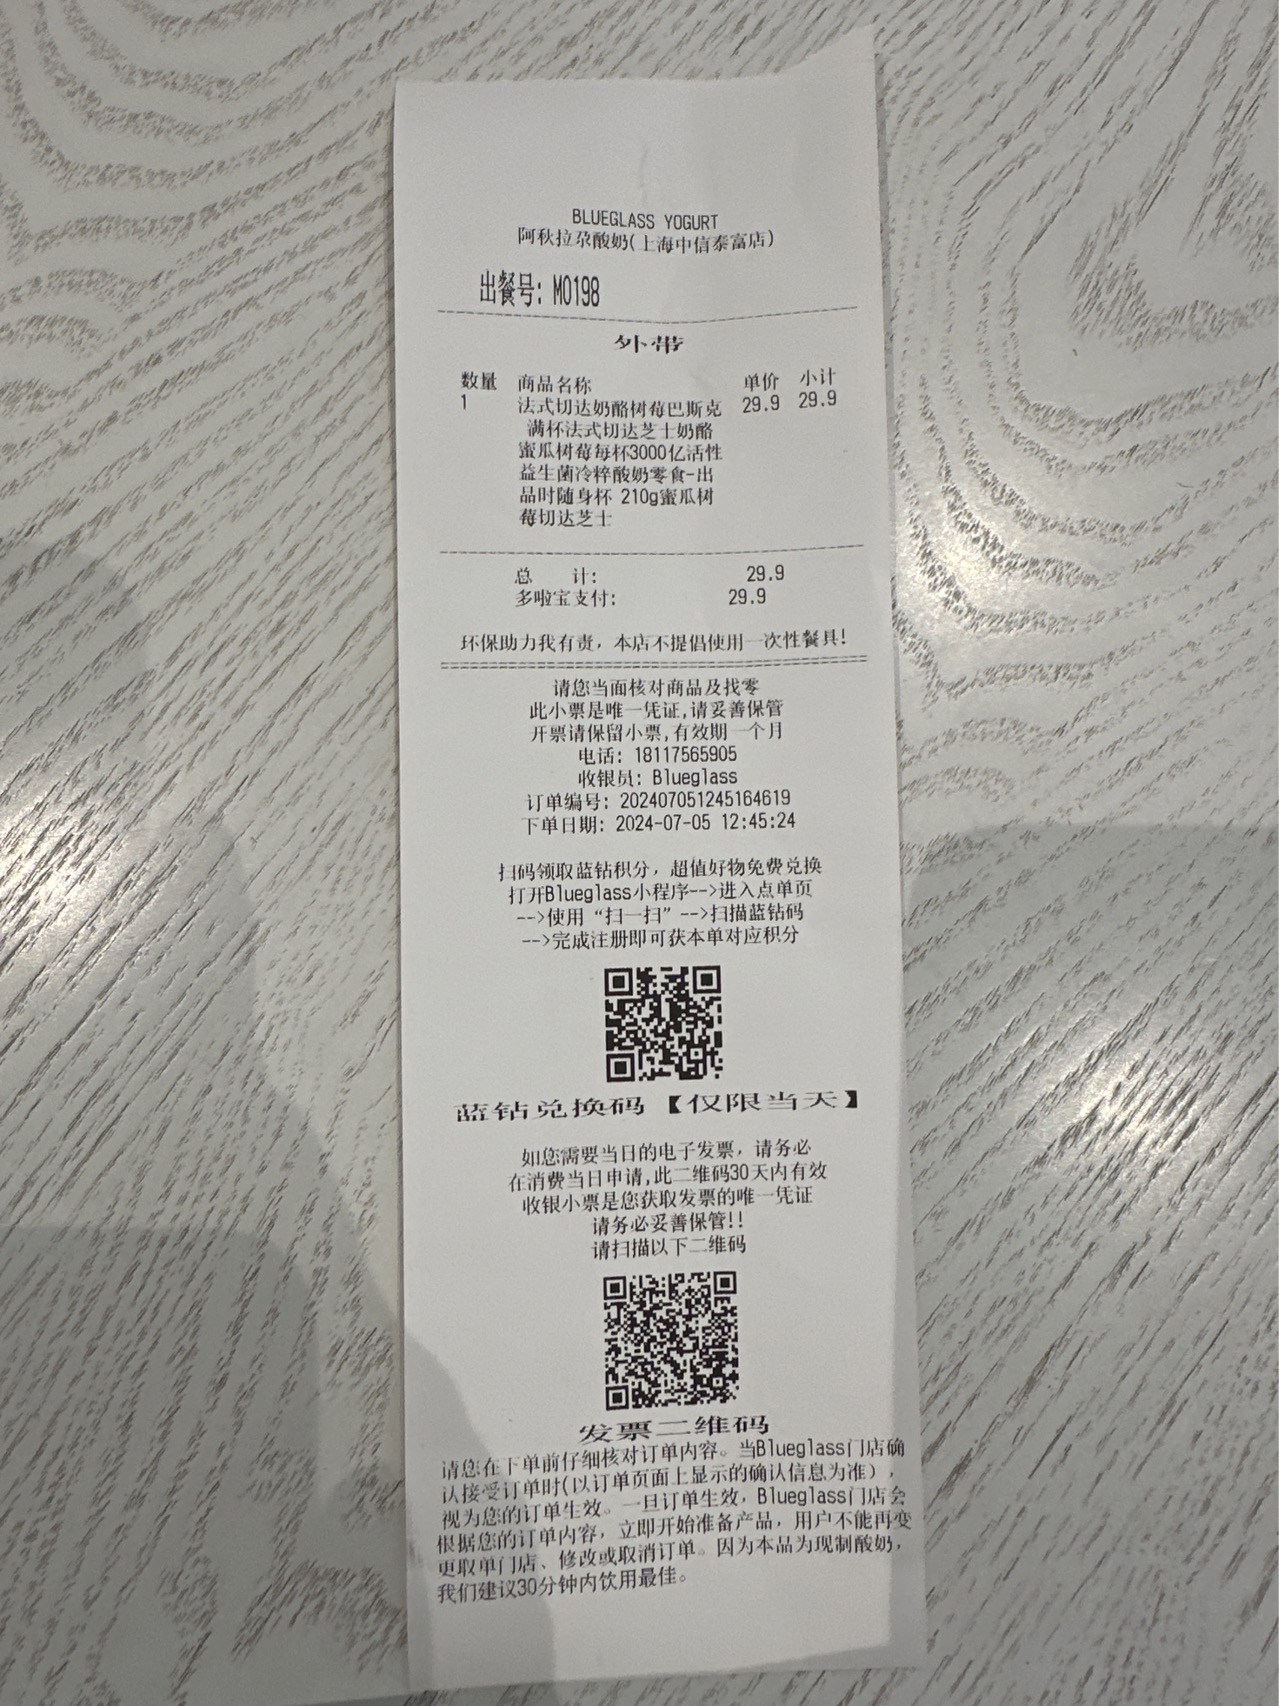 BLUEGLASS YOGURT
阿秋拉尕酸奶(上海中信泰富店)
出餐号: M0198
外带
数量 商品名称 单价 小计
1 法式切达奶酪树莓巴斯克 29.9 29.9
满杯法式切达芝士奶酪
蜜瓜树莓每杯3000亿活性
益生菌冷粹酸奶零食-出
品时随身杯 210g蜜瓜树
莓切达芝士
总 计: 29.9
多啦宝支付: 29.9
环保助力我有责，本店不提倡使用一次性餐具!
请您当面核对商品及找零
此小票是唯一凭证,请妥善保管
开票请保留小票,有效期一个月
电话: 18117565905
收银员: Blueglass
订单编号: 202407051245164619
下单日期: 2024-07-05 12:45:24
扫码领取蓝钻积分，超值好物免费兑换
打开Blueglass小程序-->进入点单页
-->使用“扫一扫”-->扫描蓝钻码
-->完成注册即可获本单对应积分
蓝钻兑换码【仅限当天】
如您需要当日的电子发票，请务必
在消费当日申请,此二维码30天内有效
收银小票是您获取发票的唯一凭证
请务必妥善保管!!
请扫描以下二维码
发票二维码
请您在下单前仔细核对订单内容。当Blueglass门店确
认接受订单时(以订单页面上显示的确认信息为准)，
视为您的订单生效。一旦订单生效，Blueglass门店会
根据您的订单内容，立即开始准备产品，用户不能再变
更取单门店、修改或取消订单。因为本品为现制酸奶，
我们建议30分钟内饮用最佳。